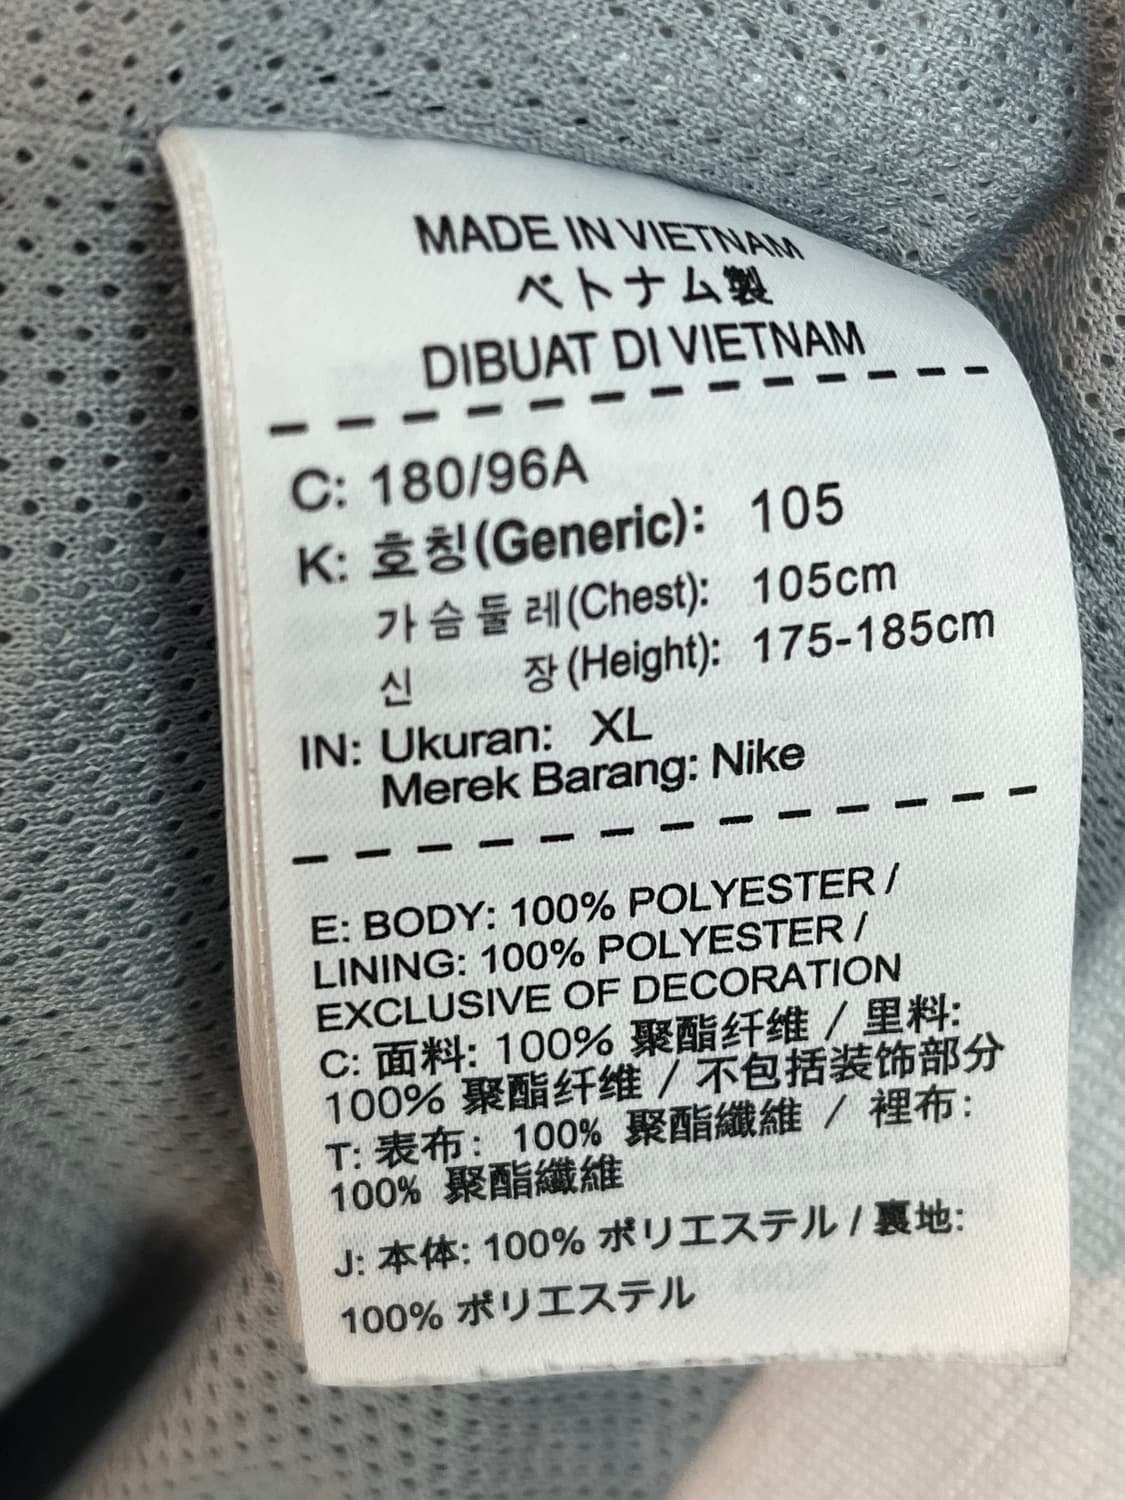 MADE IN VIETNAM
ベトナム製
DIBUAT DI VIETNAM
C: 180/96A
K: 호칭(Generic): 105
가슴둘레(Chest): 105cm
신 장(Height): 175-185cm
IN: Ukuran: XL
Merek Barang: Nike
E: BODY: 100% POLYESTER /
LINING: 100% POLYESTER /
EXCLUSIVE OF DECORATION
C: 面料: 100% 聚酯纤维 / 里料:
100% 聚酯纤维 / 不包括装饰部分
T: 表布: 100% 聚酯纖維 / 裡布:
100% 聚酯纖維
J: 本体: 100% ポリエステル / 裏地:
100% ポリエステル